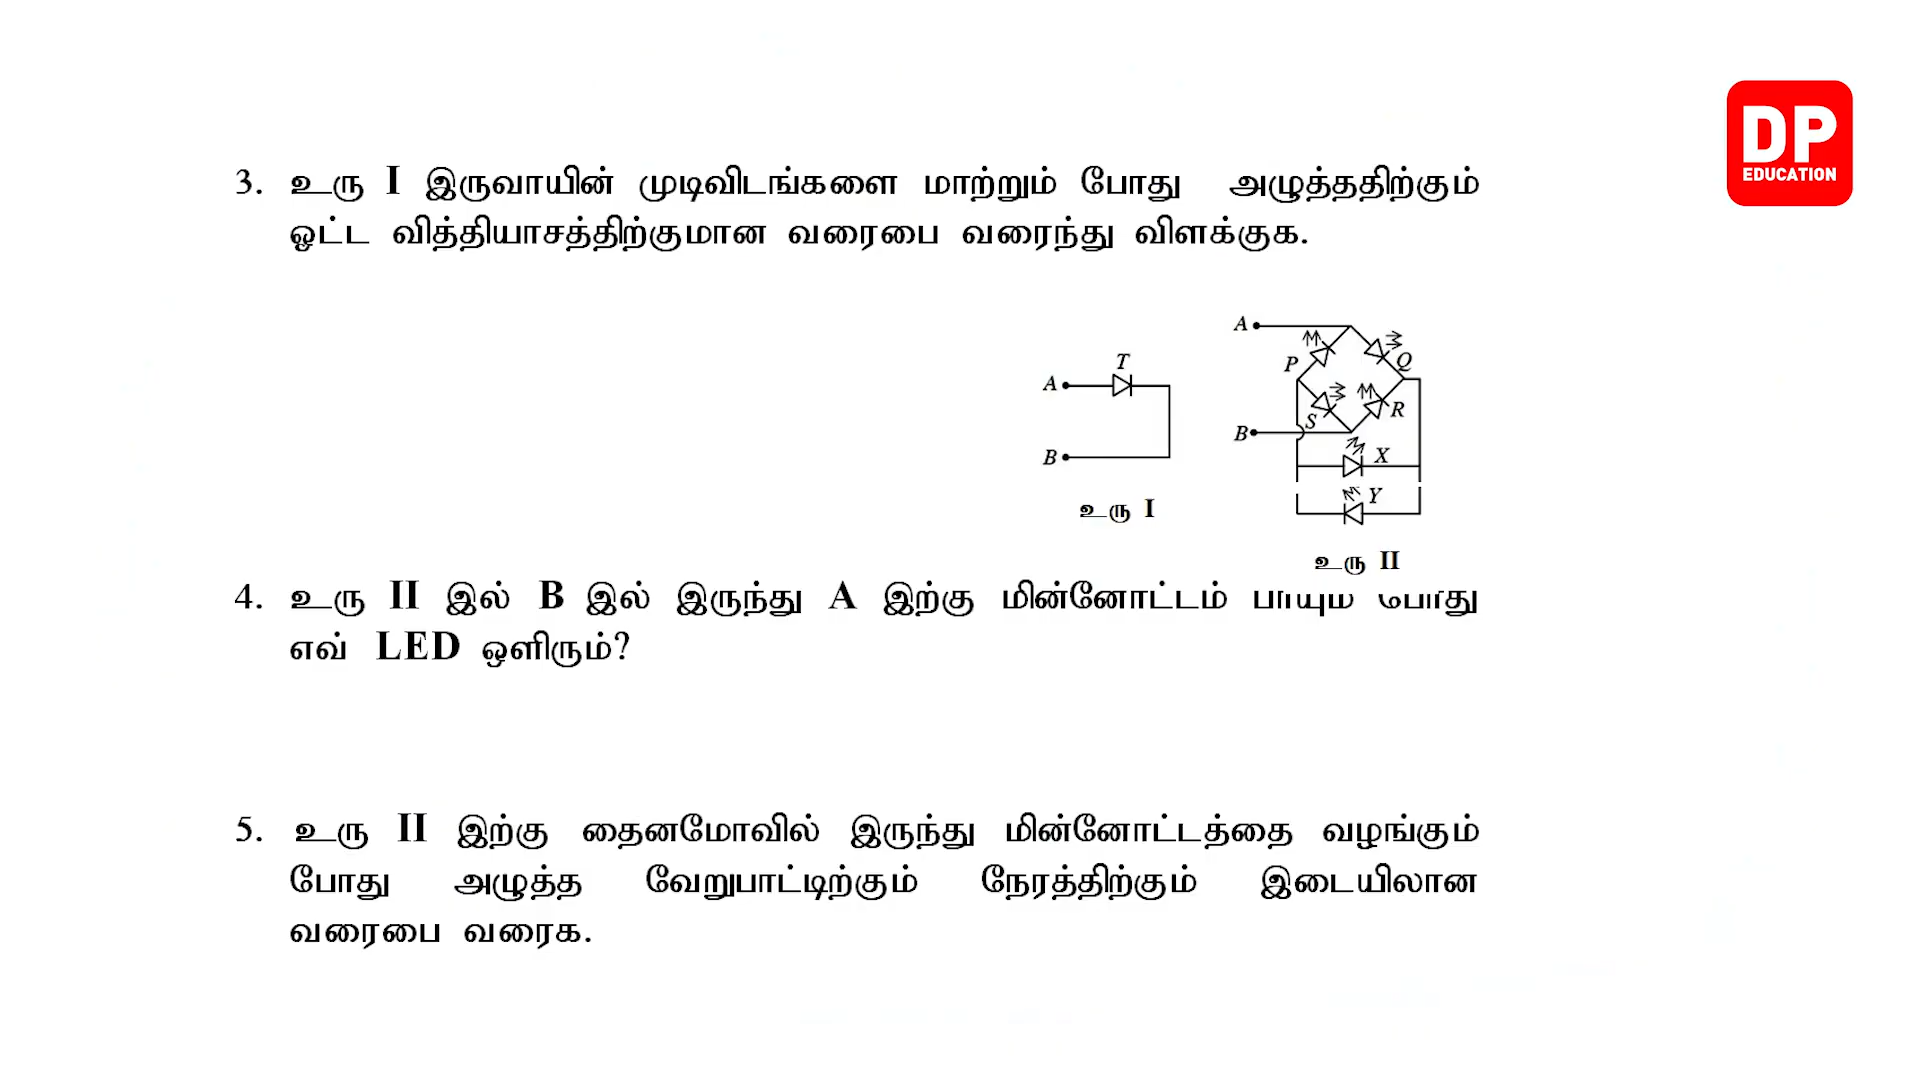 DP
EDUCATION
3. உரு I இருவாயின் முடிவிடங்களை மாற்றும் போது அழுத்ததிற்கும்
ஓட்ட வித்தியாசத்திற்குமான வரைபை வரைந்து விளக்குக.
A T
B
உரு I
A
P Q
S R
B
X
Y
உரு II
4. உரு II இல் B இல் இருந்து A இற்கு மின்னோட்டம் பாயும் போது
எவ் LED ஒளிரும்?
5. உரு II இற்கு தைனமோவில் இருந்து மின்னோட்டத்தை வழங்கும்
போது அழுத்த வேறுபாட்டிற்கும் நேரத்திற்கும் இடையிலான
வரைபை வரைக.